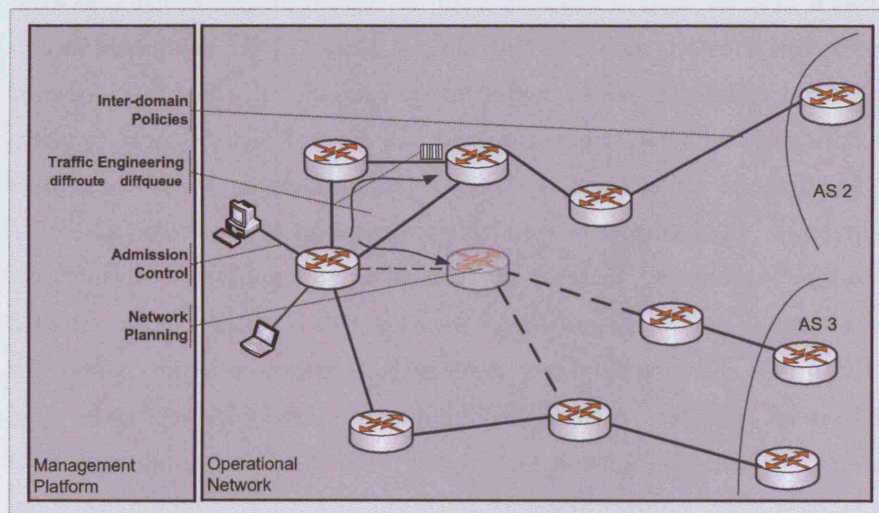 Inter-domain
Policies
Traffic Engineering
diffroute diffqueue
Admission
Control
Network
Planning
AS 2
AS 3
Management
Platform
Operational
Network